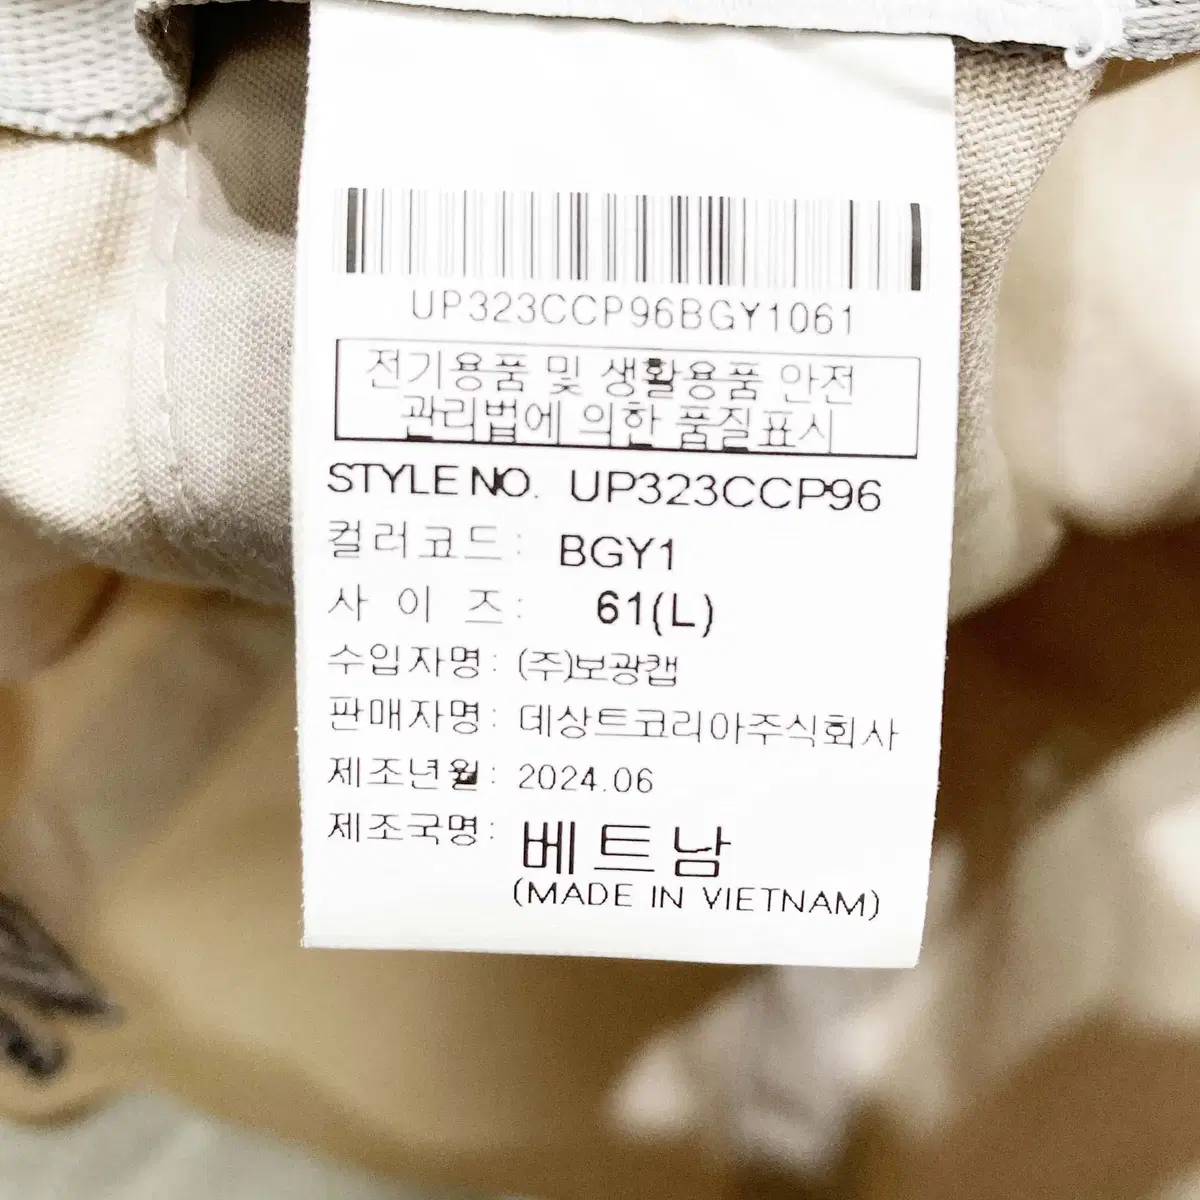 UP323CCP96BGY1061
전기용품 및 생활용품 안전
관리법에 의한 품질표시
STYLE NO. UP323CCP96
컬러코드: BGY1
사 이 즈: 61(L)
수입자명: (주)보광캡
판매자명: 데상트코리아주식회사
제조년월: 2024.06
제조국명: 베트남
(MADE IN VIETNAM)